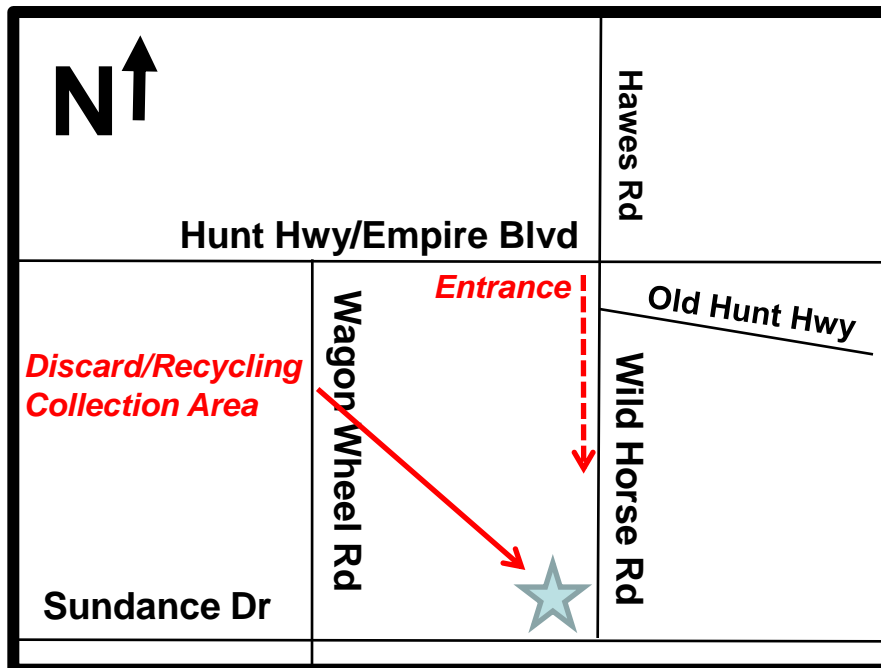 N
Hawes Rd
Hunt Hwy/Empire Blvd
Entrance
Old Hunt Hwy
Discard/Recycling
Collection Area
Wagon Wheel Rd
Wild Horse Rd
Sundance Dr